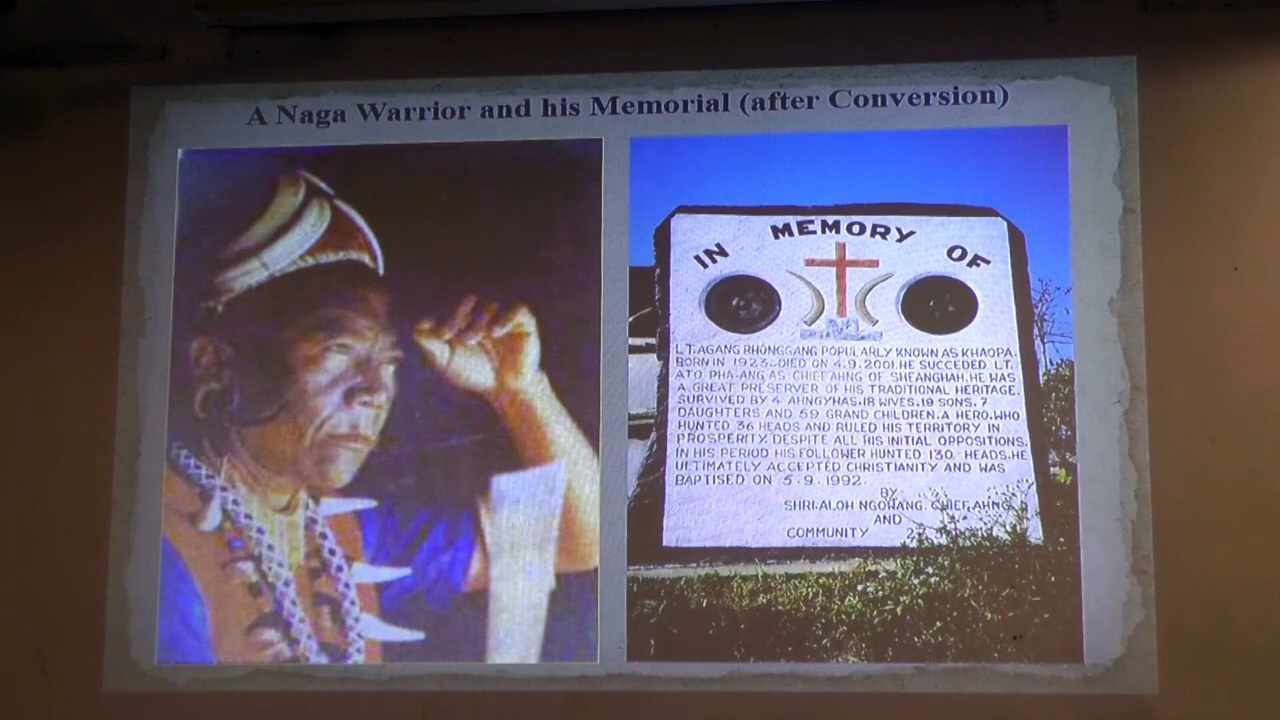 A Naga Warrior and his Memorial (after Conversion)
IN MEMORY OF
LT.AGANG RHONGGANG POPULARLY KNOWN AS KHAOPA.
BORN IN 1923..DIED ON 4.9.2001.HE SUCCEDED LT.
ATO PHA-ANG AS CHIEF AHNG OF SHEANGHAH.HE WAS
A GREAT PRESERVER OF HIS TRADITIONAL HERITAGE.
SURVIVED BY 4 AHNGYHAS.18 WIVES.19 SONS. 7
DAUGHTERS AND 59 GRAND CHILDREN.A HERO.WHO
HUNTED 36 HEADS AND RULED HIS TERRITORY IN
PROSPERITY DESPITE ALL HIS INITIAL OPPOSITIONS.
IN HIS PERIOD HIS FOLLOWER HUNTED 130 HEADS.HE
ULTIMATELY ACCEPTED CHRISTIANITY AND WAS
BAPTISED ON 5.9.1992.
BY
SHRI.ALOH NGOWANG. CHIEF AHNG
AND
COMMUNITY